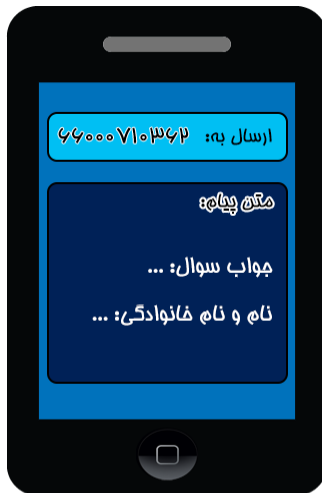 ارسال به: ۶۶۰۰۰۷۱۰۳۶۲
متن پیام:
جواب سوال: ...
نام و نام خانوادگی: ...